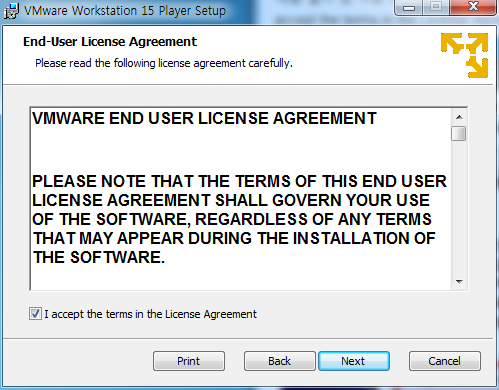 VMware Workstation 15 Player Setup
End-User License Agreement
Please read the following license agreement carefully.
VMWARE END USER LICENSE AGREEMENT
PLEASE NOTE THAT THE TERMS OF THIS END USER
LICENSE AGREEMENT SHALL GOVERN YOUR USE
OF THE SOFTWARE, REGARDLESS OF ANY TERMS
THAT MAY APPEAR DURING THE INSTALLATION OF
THE SOFTWARE.
I accept the terms in the License Agreement
Print Back Next Cancel